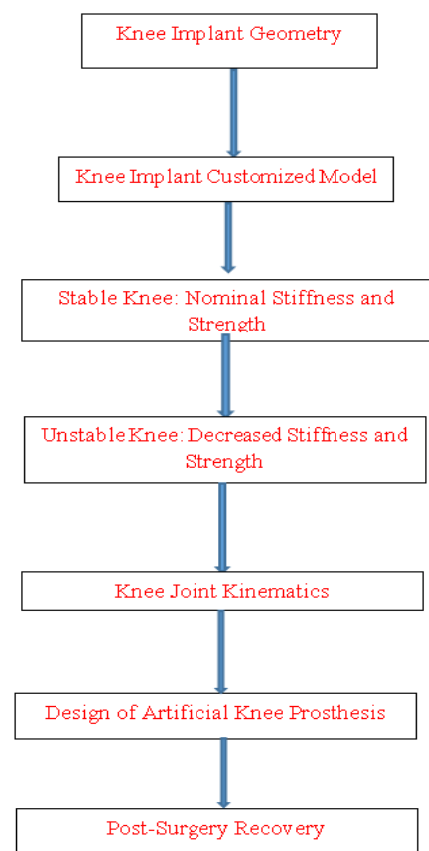 Knee Implant Geometry
Knee Implant Customized Model
Stable Knee: Nominal Stiffness and
Strength
Unstable Knee: Decreased Stiffness and
Strength
Knee Joint Kinematics
Design of Artificial Knee Prosthesis
Post-Surgery Recovery